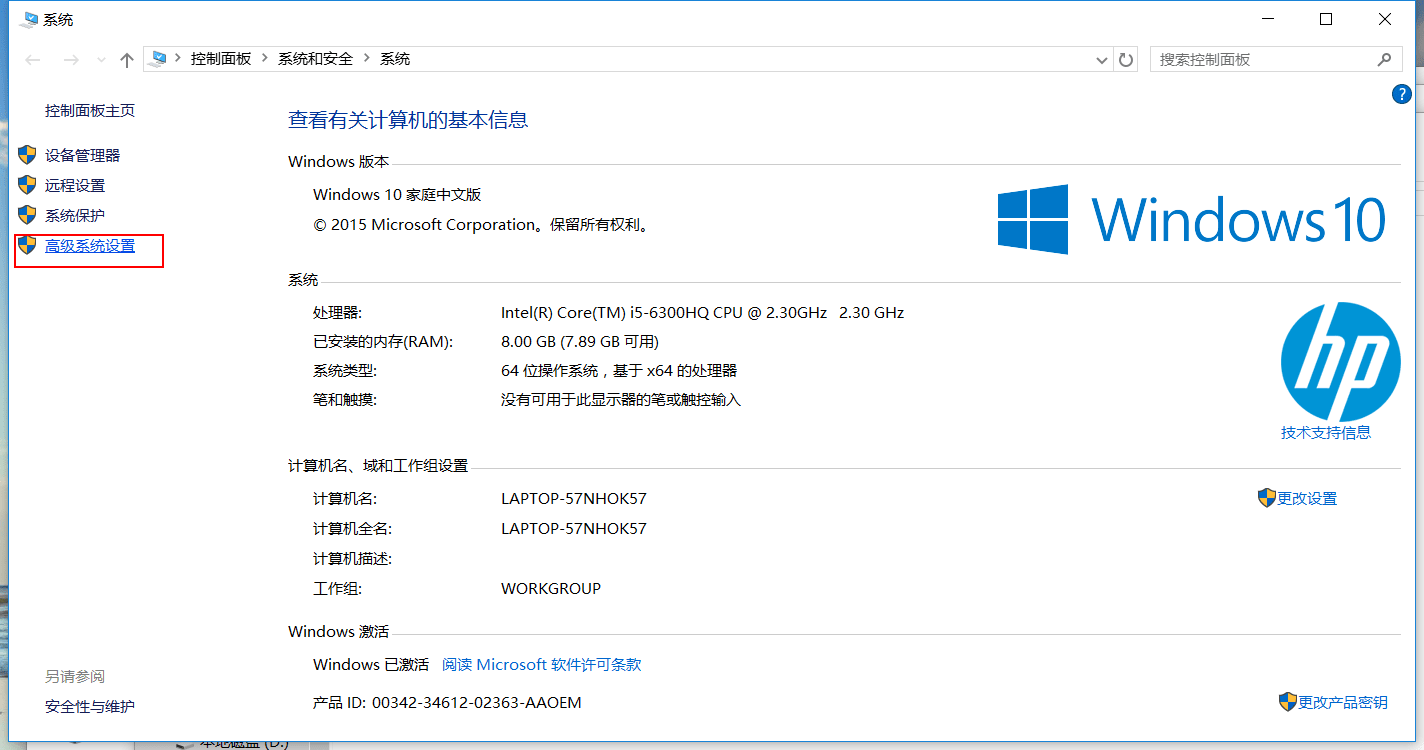 系统
控制面板 系统和安全 系统
搜索控制面板
?
控制面板主页
设备管理器
远程设置
系统保护
高级系统设置
查看有关计算机的基本信息
Windows 版本
Windows 10 家庭中文版
© 2015 Microsoft Corporation。保留所有权利。
Windows 10
系统
处理器: Intel(R) Core(TM) i5-6300HQ CPU @ 2.30GHz 2.30 GHz
已安装的内存(RAM): 8.00 GB (7.89 GB 可用)
系统类型: 64 位操作系统，基于 x64 的处理器
笔和触摸: 没有可用于此显示器的笔或触控输入
hp
技术支持信息
计算机名、域和工作组设置
计算机名: LAPTOP-57NHOK57
更改设置
计算机全名: LAPTOP-57NHOK57
计算机描述:
工作组: WORKGROUP
Windows 激活
Windows 已激活 阅读 Microsoft 软件许可条款
产品 ID: 00342-34612-02363-AAOEM
更改产品密钥
另请参阅
安全性与维护
本地磁盘 (D:)